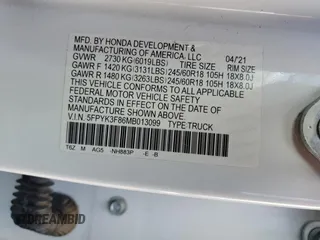 MFD. BY HONDA DEVELOPMENT &
MANUFACTURING OF AMERICA, LLC 04/21
GVWR 2730 KG(6019LBS) TIRE SIZE RIM SIZE
GAWR F 1420 KG(3131LBS) 245/60R18 105H 18X8.0J
GAWR R 1480 KG(3263LBS) 245/60R18 105H 18X8.0J
THIS VEHICLE CONFORMS TO ALL APPLICABLE
FEDERAL MOTOR VEHICLE SAFETY STANDARDS
IN EFFECT ON THE DATE OF MANUFACTURE SHOWN ABOVE.
V.I.N. 5FPYK3F86MB013099 TYPE:TRUCK
T6Z M AG5 -NH883P -E -B
STOREDAMID